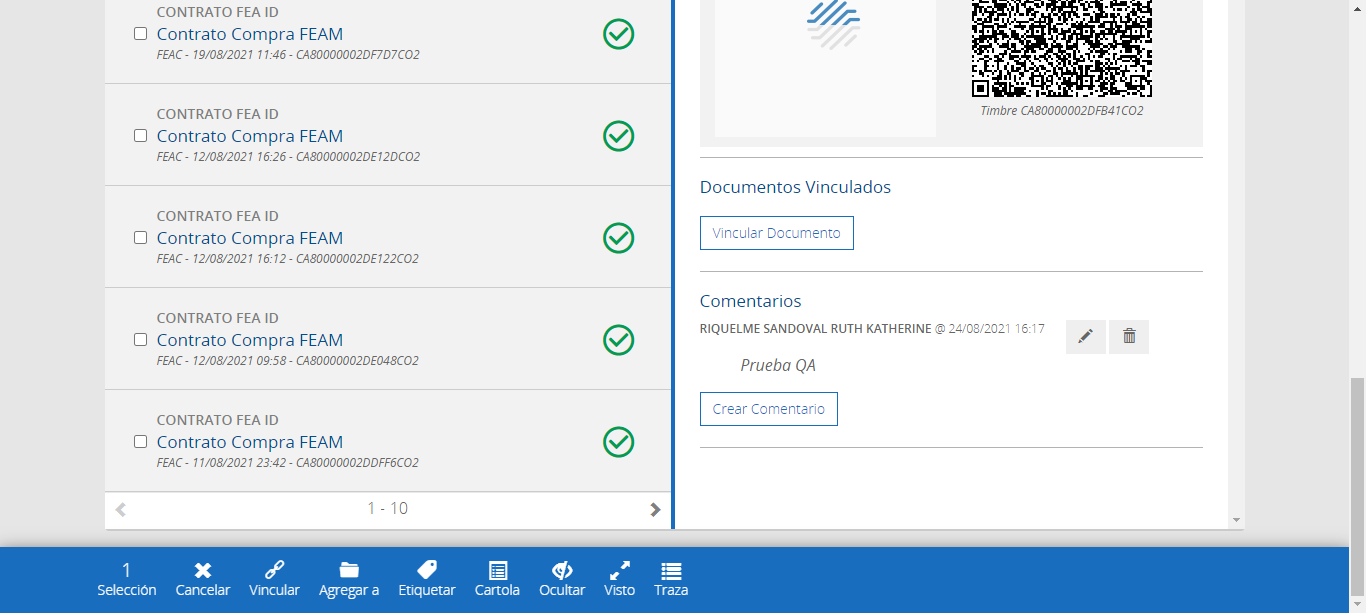 CONTRATO FEA ID
Contrato Compra FEAM
FEAC - 19/08/2021 11:46 - CA80000002DF7D7CO2
CONTRATO FEA ID
Contrato Compra FEAM
FEAC - 12/08/2021 16:26 - CA80000002DE12DCO2
CONTRATO FEA ID
Contrato Compra FEAM
FEAC - 12/08/2021 16:12 - CA80000002DE122CO2
CONTRATO FEA ID
Contrato Compra FEAM
FEAC - 12/08/2021 09:58 - CA80000002DE048CO2
CONTRATO FEA ID
Contrato Compra FEAM
FEAC - 11/08/2021 23:42 - CA80000002DDFF6CO2
1 - 10
Timbre CA80000002DFB41CO2
Documentos Vinculados
Vincular Documento
Comentarios
RIQUELME SANDOVAL RUTH KATHERINE @ 24/08/2021 16:17
Prueba QA
Crear Comentario
1
Selección
Cancelar
Vincular
Agregar a
Etiquetar
Cartola
Ocultar
Visto
Traza